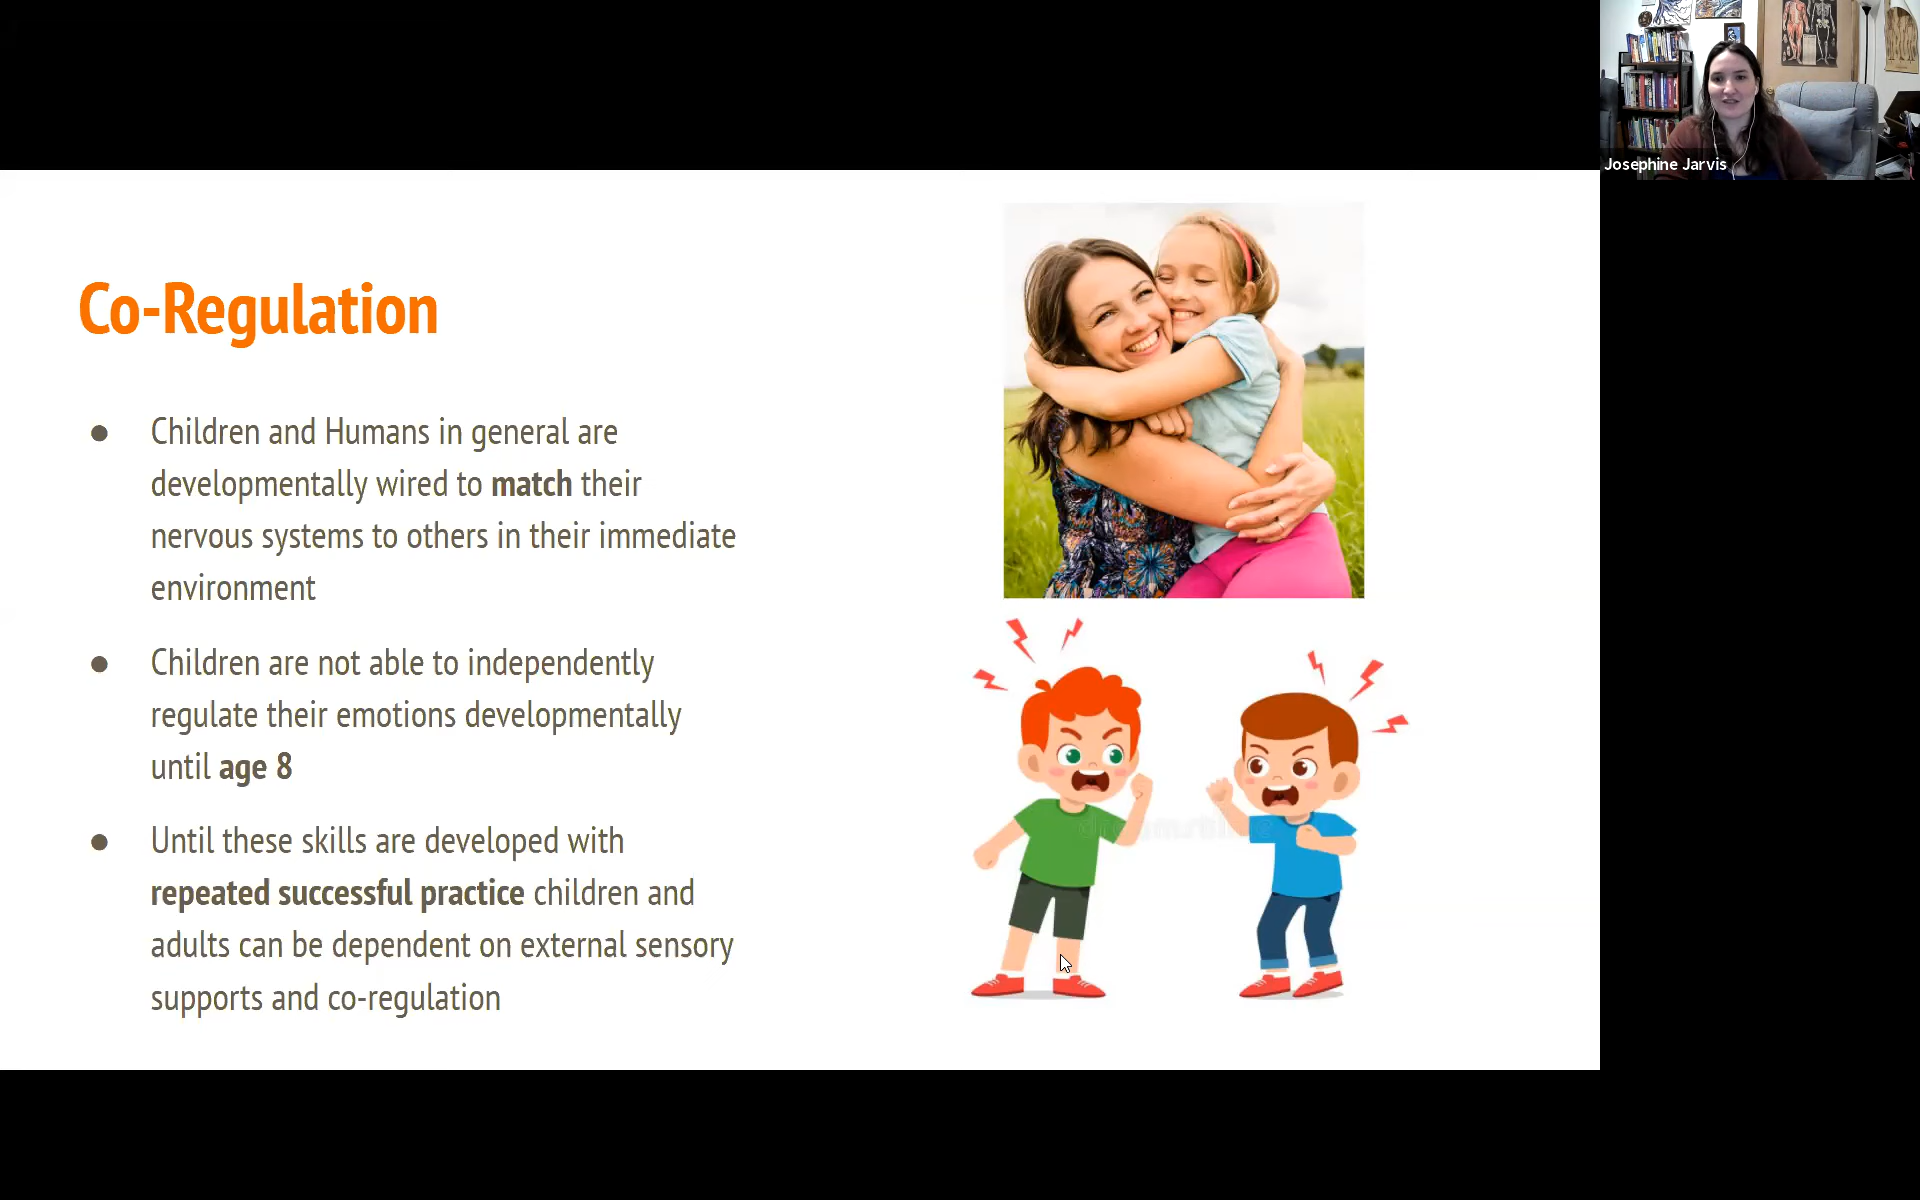 Josephine Jarvis
Co-Regulation
● Children and Humans in general are
developmentally wired to match their
nervous systems to others in their immediate
environment
● Children are not able to independently
regulate their emotions developmentally
until age 8
● Until these skills are developed with
repeated successful practice children and
adults can be dependent on external sensory
supports and co-regulation
dreamstime